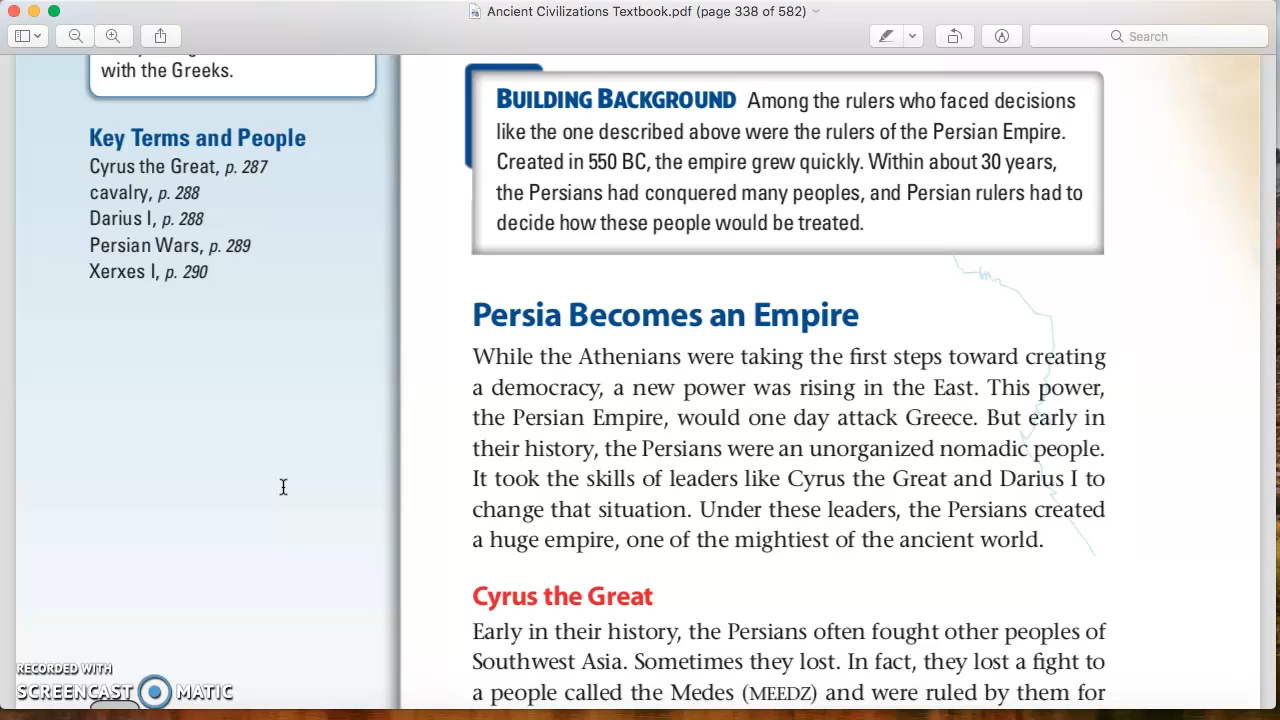 Ancient Civilizations Textbook.pdf (page 338 of 582)
Search
with the Greeks.
Key Terms and People
Cyrus the Great, p. 287
cavalry, p. 288
Darius I, p. 288
Persian Wars, p. 289
Xerxes I, p. 290
BUILDING BACKGROUND Among the rulers who faced decisions
like the one described above were the rulers of the Persian Empire.
Created in 550 BC, the empire grew quickly. Within about 30 years,
the Persians had conquered many peoples, and Persian rulers had to
decide how these people would be treated.
Persia Becomes an Empire
While the Athenians were taking the first steps toward creating
a democracy, a new power was rising in the East. This power,
the Persian Empire, would one day attack Greece. But early in
their history, the Persians were an unorganized nomadic people.
It took the skills of leaders like Cyrus the Great and Darius I to
change that situation. Under these leaders, the Persians created
a huge empire, one of the mightiest of the ancient world.
Cyrus the Great
Early in their history, the Persians often fought other peoples of
Southwest Asia. Sometimes they lost. In fact, they lost a fight to
a people called the Medes (MEEDZ) and were ruled by them for
RECORDED WITH
SCREENCAST MATIC